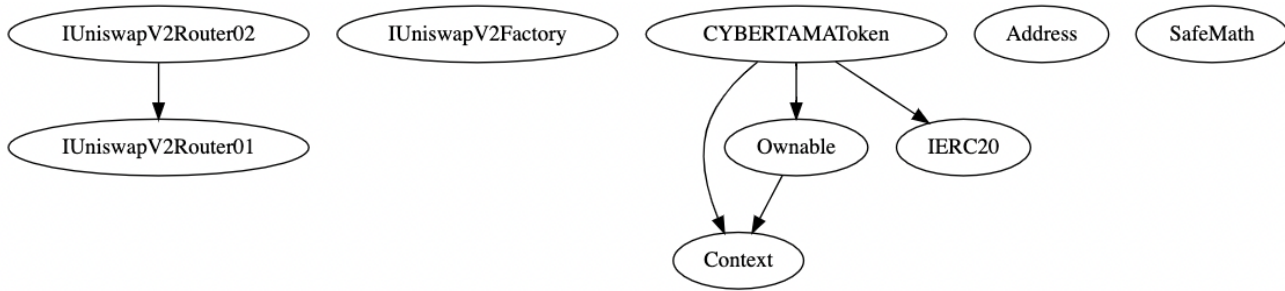 IUniswapV2Router02
IUniswapV2Factory
CYBERTAMAToken
Address
SafeMath
IUniswapV2Router01
Ownable
IERC20
Context